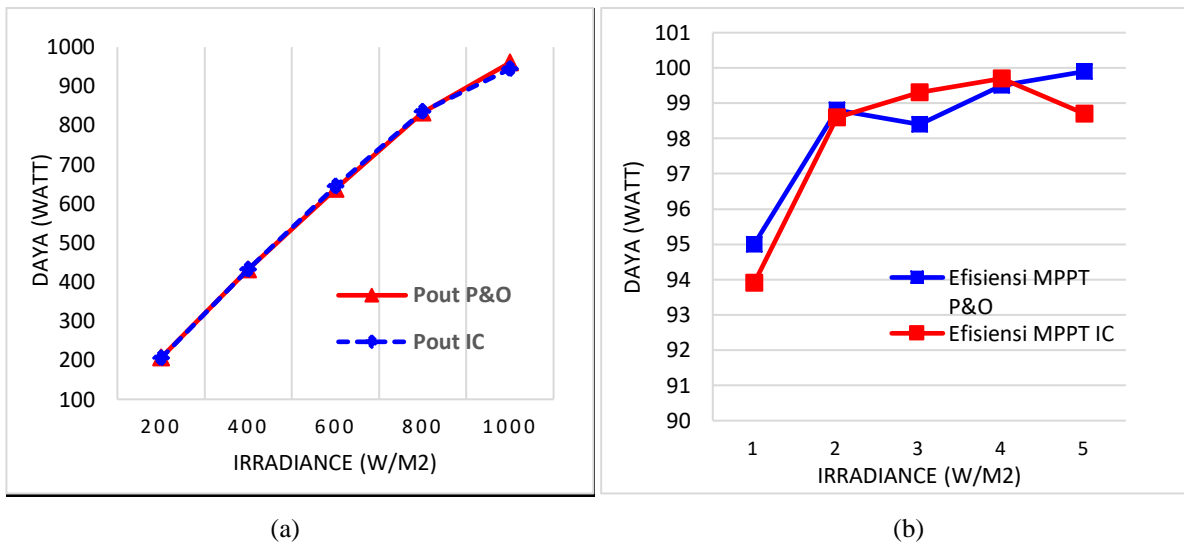 1000
900
800
700
600
500
400
300
200
100
DAYA (WATT)
Pout P&O
Pout IC
200 400 600 800 1000
IRRADIANCE (W/M2)
(a)
101
100
99
98
97
96
95
94
93
92
91
90
DAYA (WATT)
Efisiensi MPPT
P&O
Efisiensi MPPT IC
1 2 3 4 5
IRRADIANCE (W/M2)
(b)